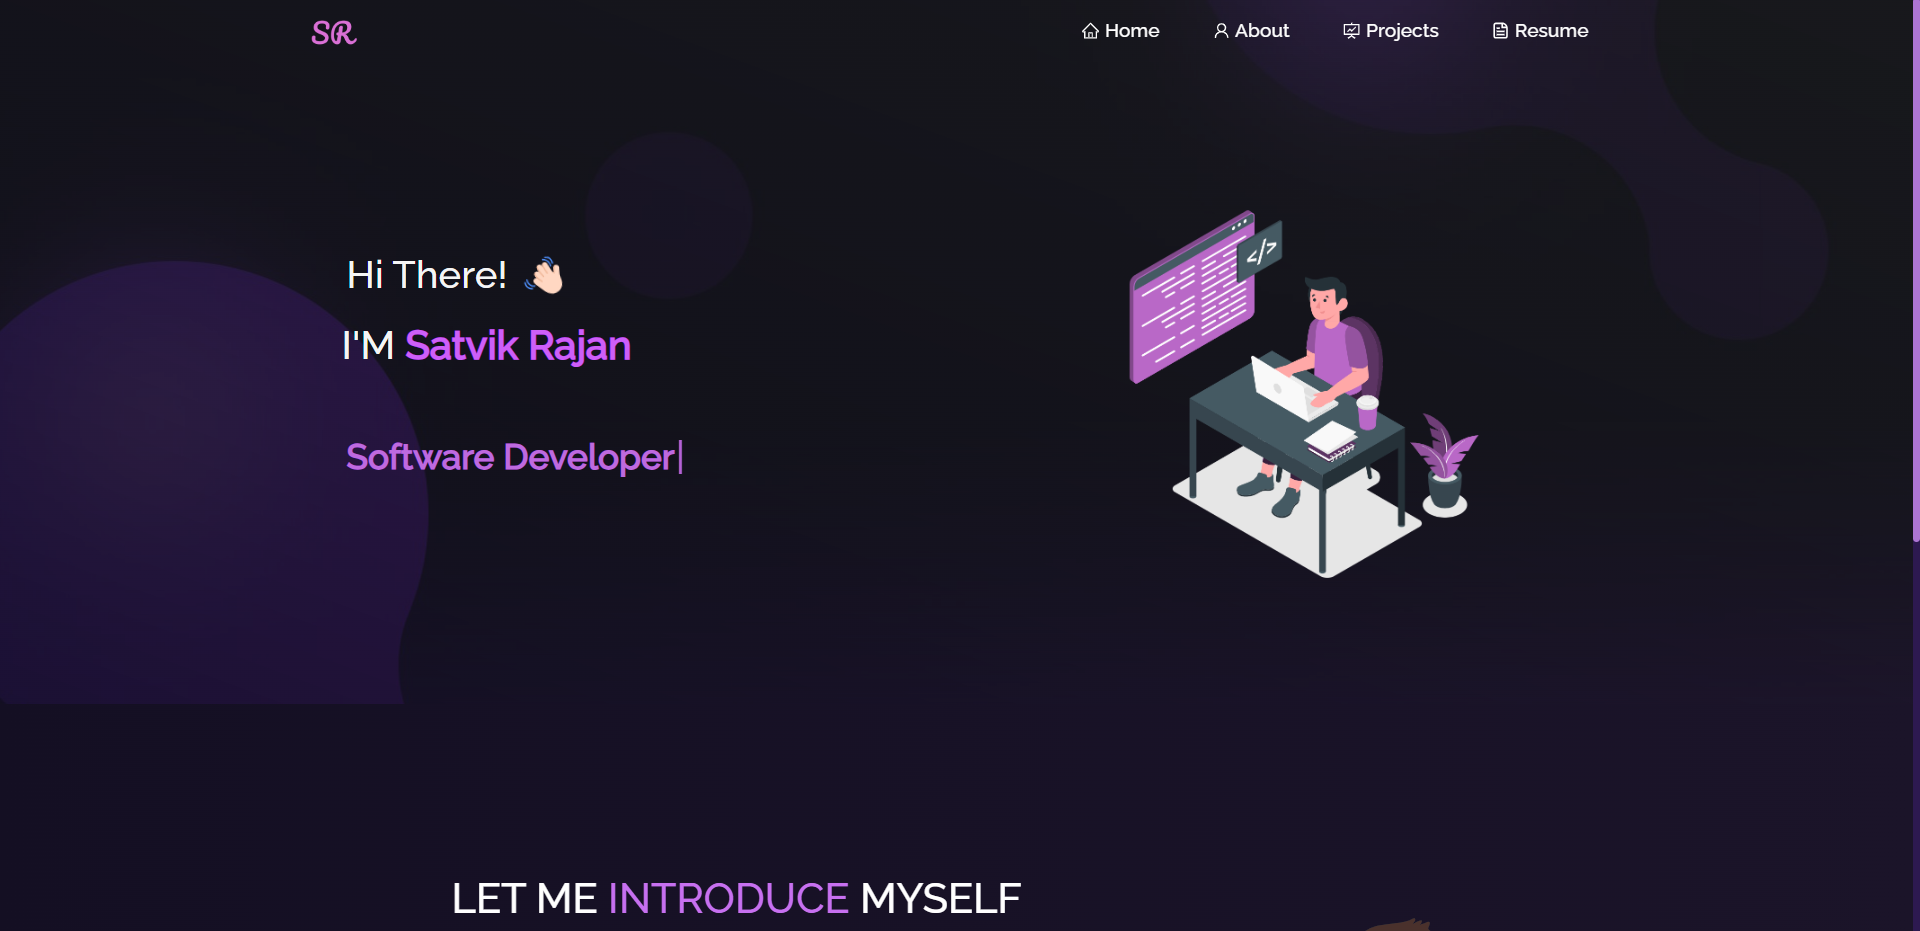 SR
Home About Projects Resume
Hi There! 👋🏻
I'M Satvik Rajan
Software Developer|
</>
LET ME INTRODUCE MYSELF